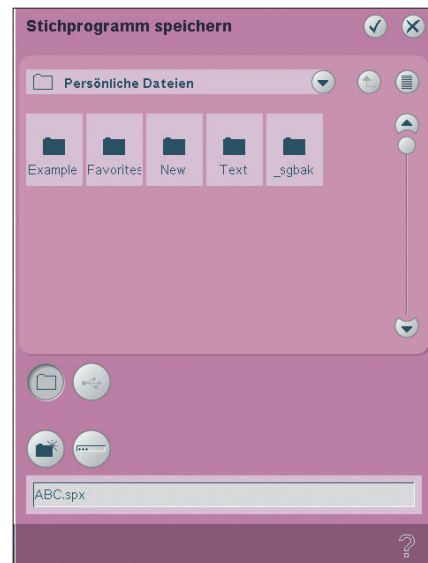 Stichprogramm speichern
Persönliche Dateien
Example Favorites New Text _sgbak
ABC.spx
?